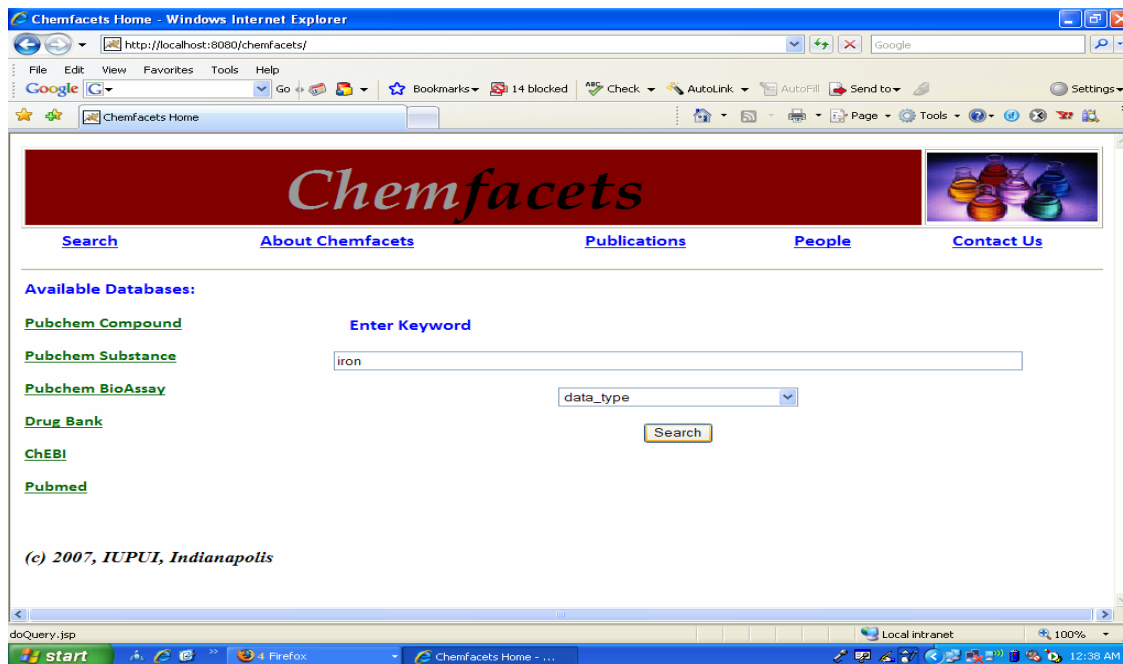 Chemfacets Home - Windows Internet Explorer
http://localhost:8080/chemfacets/
Google
File Edit View Favorites Tools Help
Google G Go Bookmarks 14 blocked ABC Check AutoLink AutoFill Send to Settings
Chemfacets Home Page Tools
Chemfacets
Search About Chemfacets Publications People Contact Us
Available Databases:
Pubchem Compound
Enter Keyword
Pubchem Substance
iron
Pubchem BioAssay
data_type
Drug Bank
Search
ChEBI
Pubmed
(c) 2007, IUPUI, Indianapolis
doQuery.jsp Local intranet 100%
start 4 Firefox Chemfacets Home - ... 12:38 AM